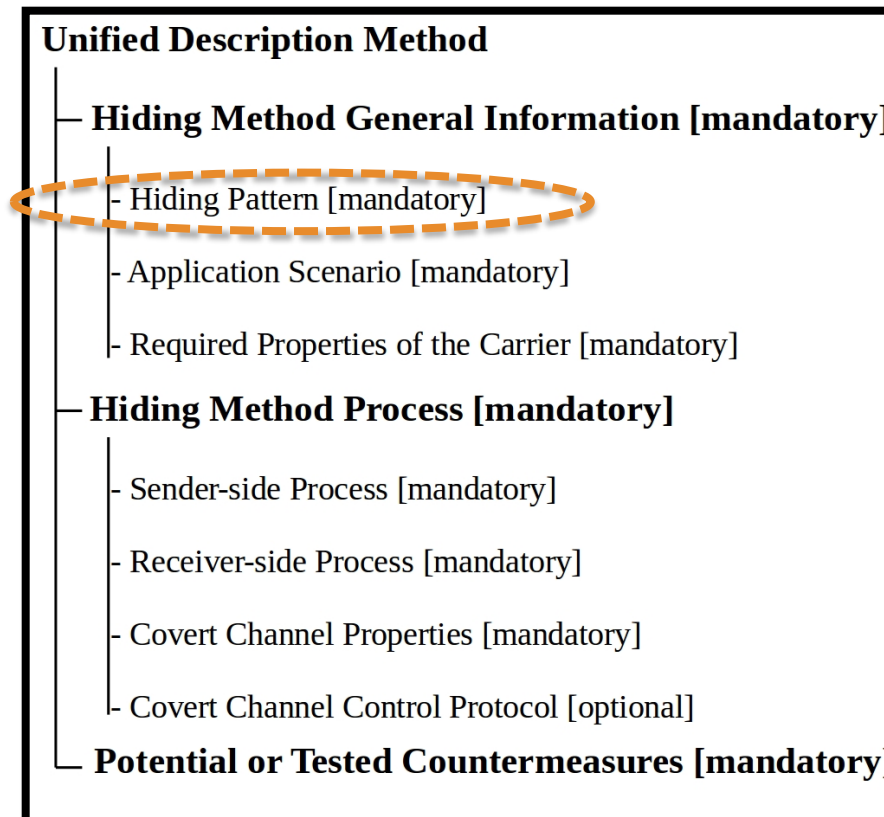 Unified Description Method
Hiding Method General Information [mandatory]
- Hiding Pattern [mandatory]
- Application Scenario [mandatory]
- Required Properties of the Carrier [mandatory]
Hiding Method Process [mandatory]
- Sender-side Process [mandatory]
- Receiver-side Process [mandatory]
- Covert Channel Properties [mandatory]
- Covert Channel Control Protocol [optional]
Potential or Tested Countermeasures [mandatory]